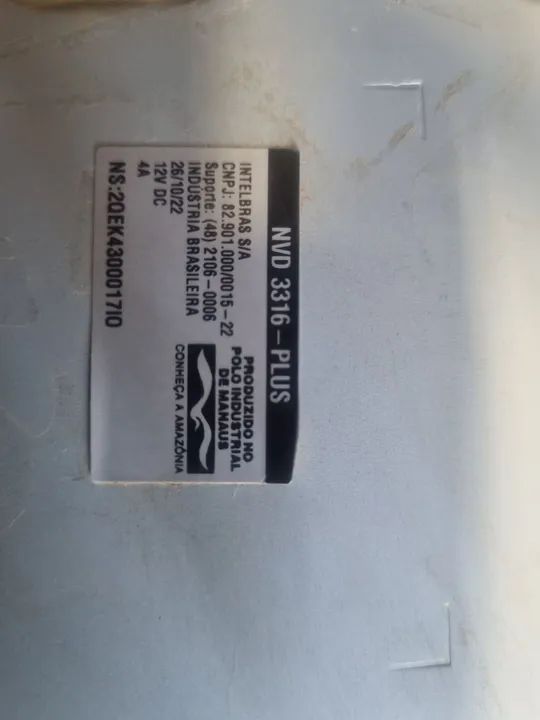 NVD 3316-PLUS
INTELBRAS S/A
CNPJ: 82.901.000/0015-22
Suporte: (48) 2106-0006
INDÚSTRIA BRASILEIRA
26/10/22
12V DC
4A
NS:2QEK4300017IO
PRODUZIDO NO
POLO INDUSTRIAL
DE MANAUS
CONHEÇA A AMAZÔNIA